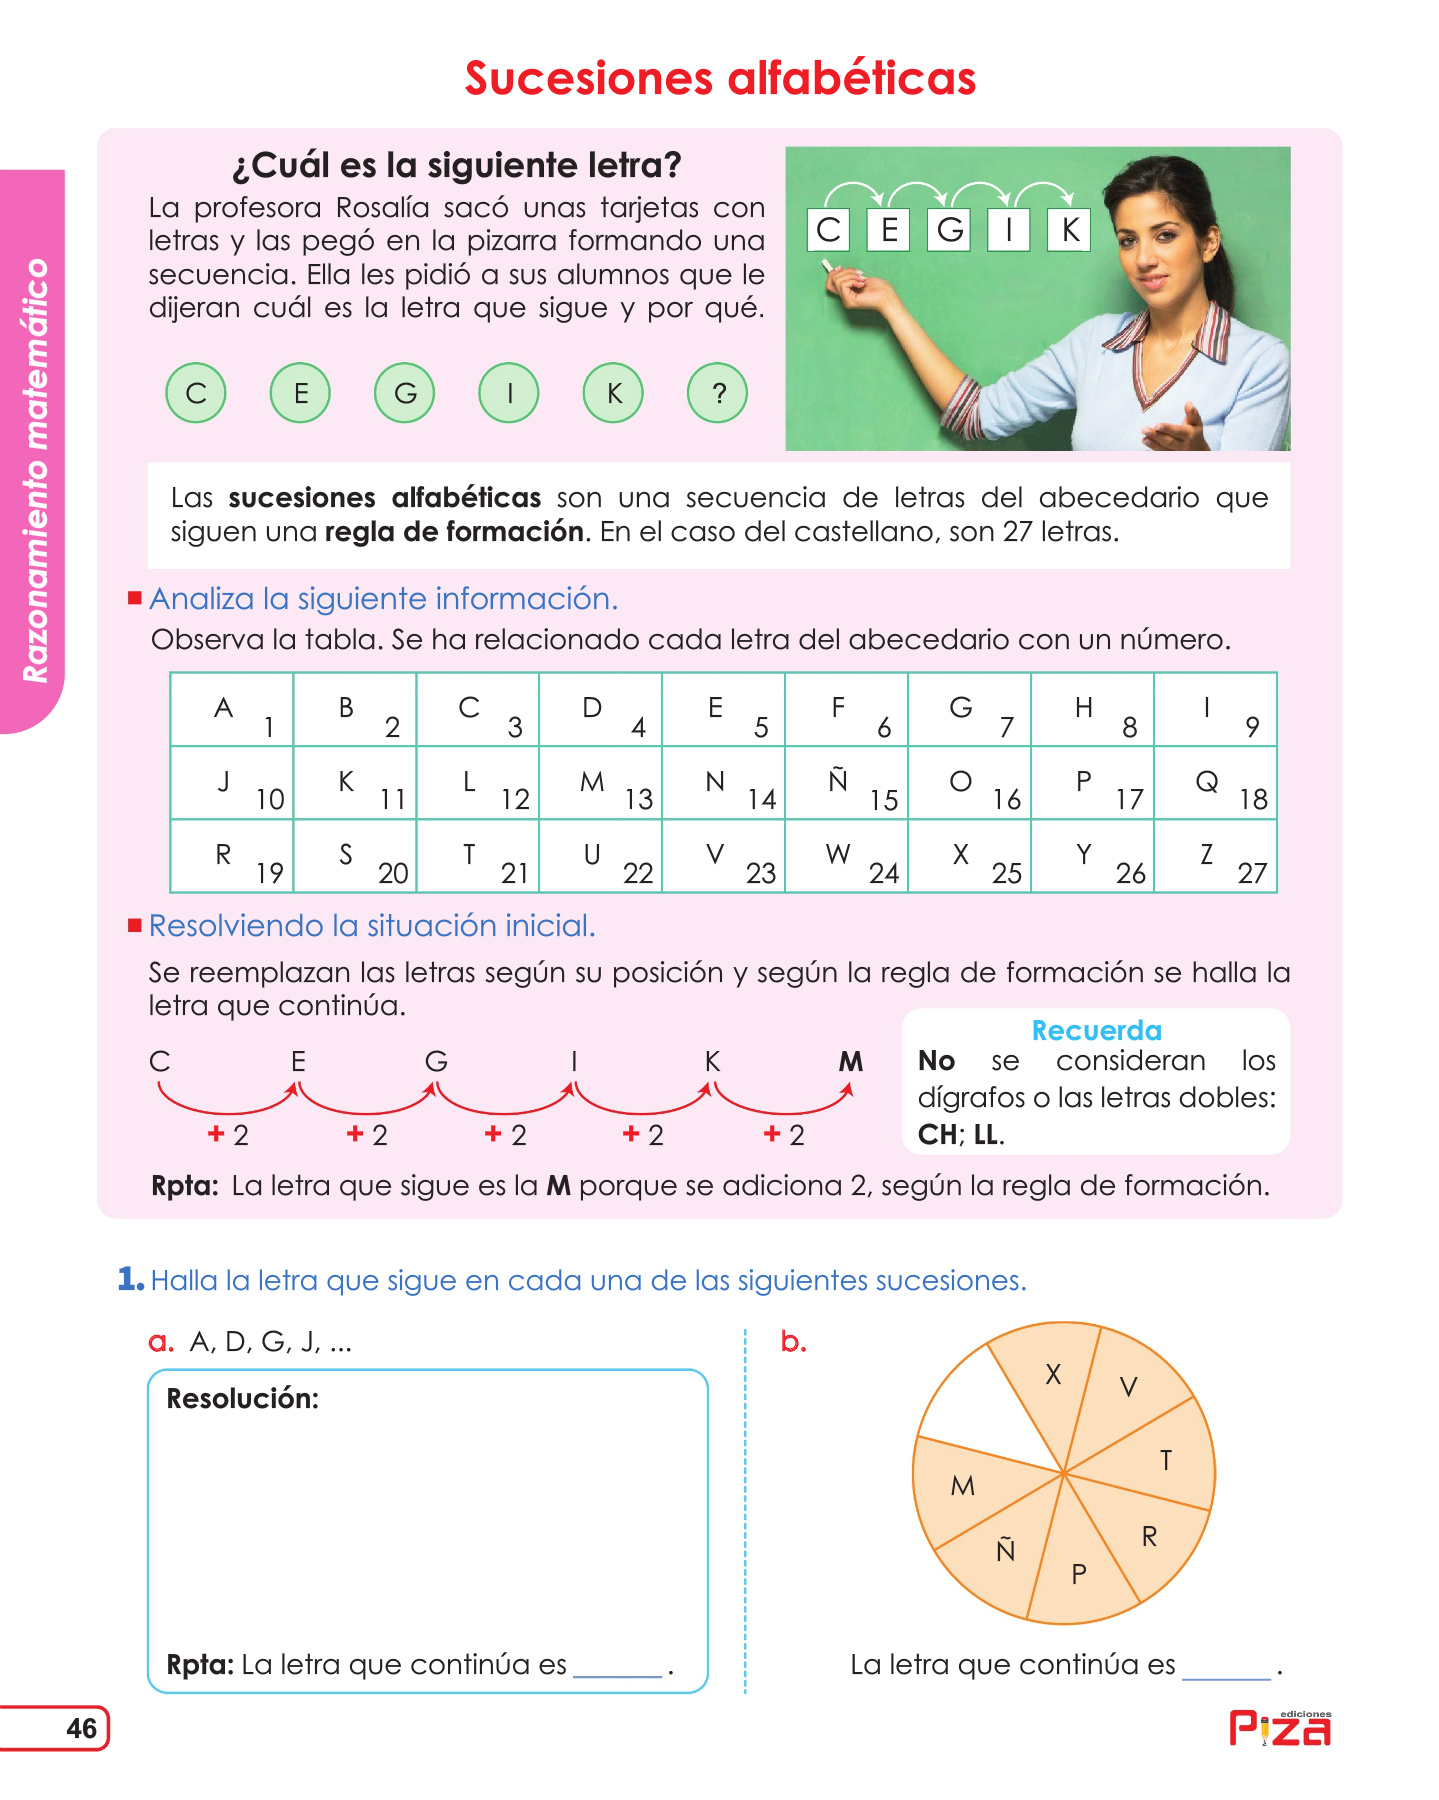 Sucesiones alfabéticas
Razonamiento matemático
¿Cuál es la siguiente letra?
La profesora Rosalía sacó unas tarjetas con
letras y las pegó en la pizarra formando una
secuencia. Ella les pidió a sus alumnos que le
dijeran cuál es la letra que sigue y por qué.
C E G I K ?
C E G I K
Las sucesiones alfabéticas son una secuencia de letras del abecedario que
siguen una regla de formación. En el caso del castellano, son 27 letras.
Analiza la siguiente información.
Observa la tabla. Se ha relacionado cada letra del abecedario con un número.
A 1 B 2 C 3 D 4 E 5 F 6 G 7 H 8 I 9
J 10 K 11 L 12 M 13 N 14 Ñ 15 O 16 P 17 Q 18
R 19 S 20 T 21 U 22 V 23 W 24 X 25 Y 26 Z 27
Resolviendo la situación inicial.
Se reemplazan las letras según su posición y según la regla de formación se halla la
letra que continúa.
C E G I K M
+ 2 + 2 + 2 + 2 + 2
Recuerda
No se consideran los
dígrafos o las letras dobles:
CH; LL.
Rpta: La letra que sigue es la M porque se adiciona 2, según la regla de formación.
1. Halla la letra que sigue en cada una de las siguientes sucesiones.
a. A, D, G, J, ...
Resolución:
Rpta: La letra que continúa es ______ .
b.
X
V
T
R
P
Ñ
M
La letra que continúa es ______ .
46
ediciones
Piza